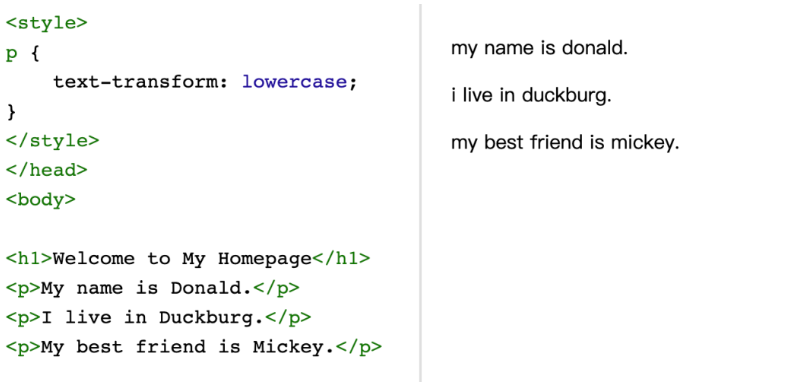 <style>
p {
    text-transform: lowercase;
}
</style>
</head>
<body>

<h1>Welcome to My Homepage</h1>
<p>My name is Donald.</p>
<p>I live in Duckburg.</p>
<p>My best friend is Mickey.</p>
my name is donald.
i live in duckburg.
my best friend is mickey.